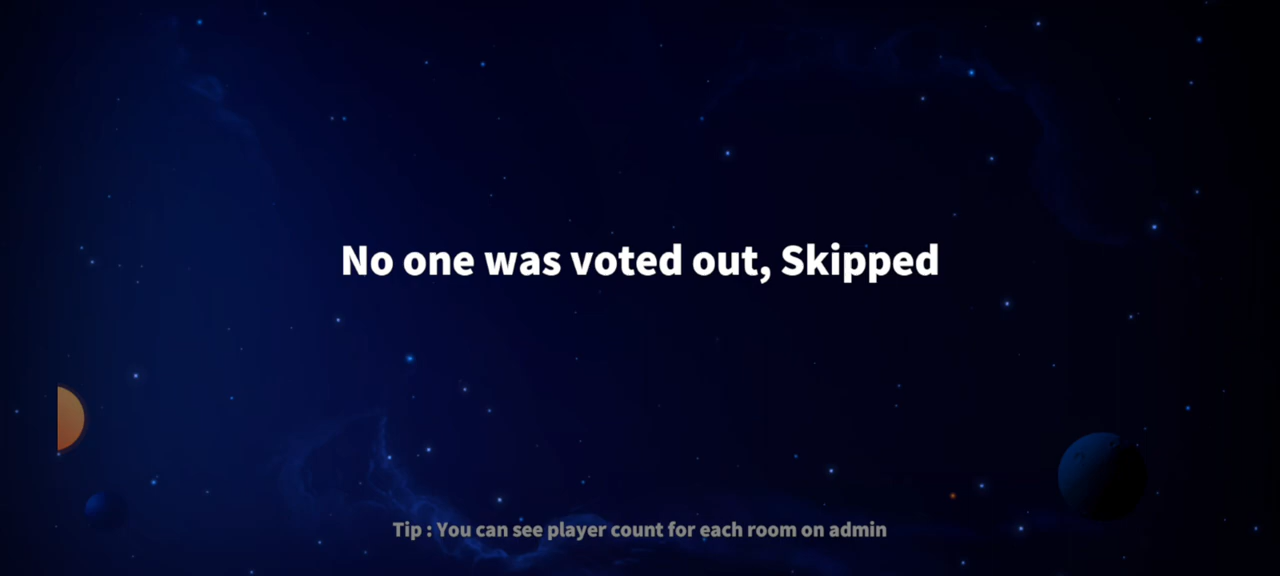 No one was voted out, Skipped
Tip : You can see player count for each room on admin